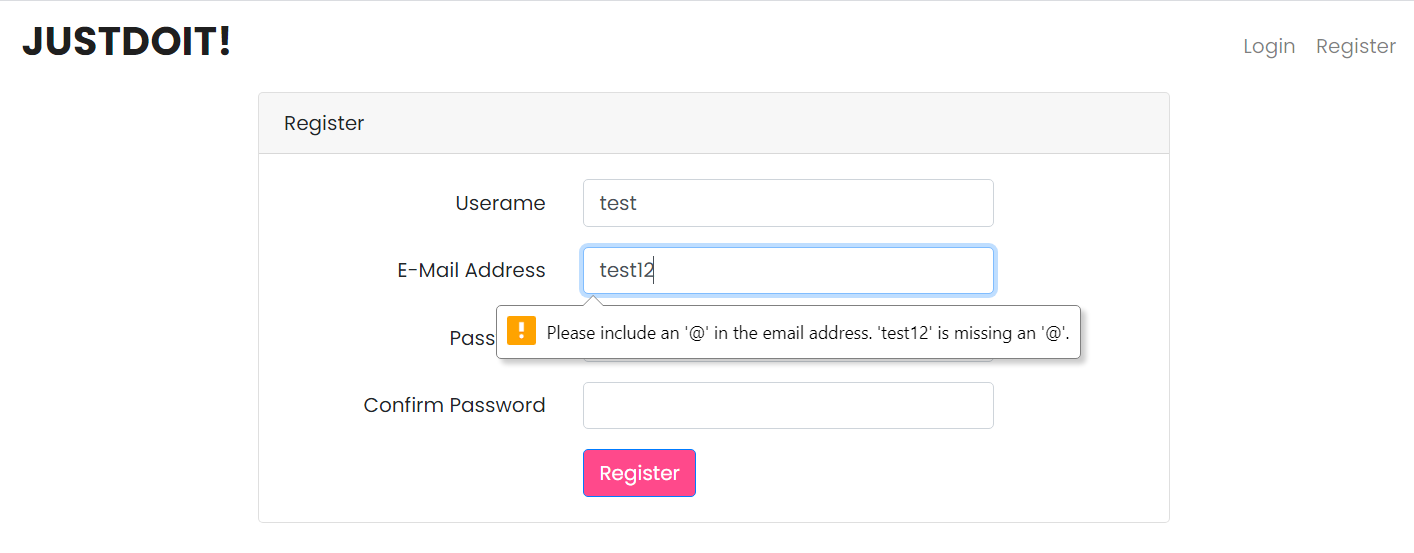 JUSTDOIT!
Login Register
Register
Userame test
E-Mail Address test12
Pass
Please include an '@' in the email address. 'test12' is missing an '@'.
Confirm Password
Register